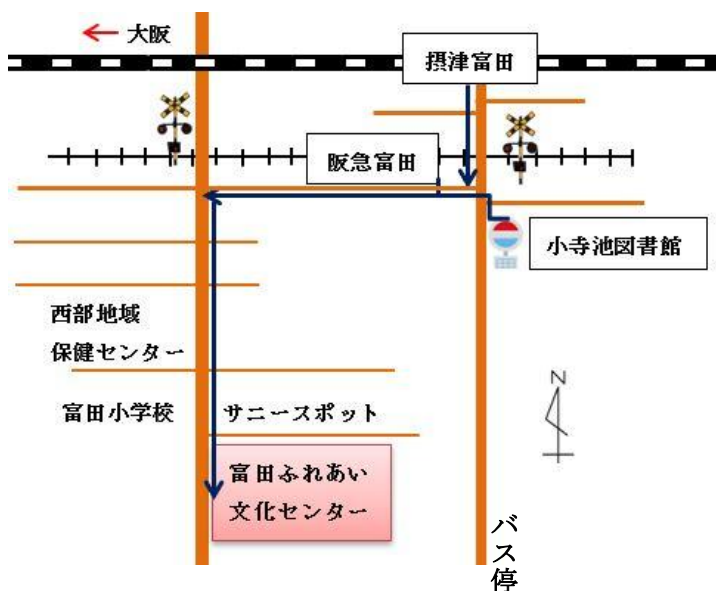 大阪
摂津富田
阪急富田
小寺池図書館
西部地域
保健センター
富田小学校
サニースポット
N
富田ふれあい
文化センター
バス停